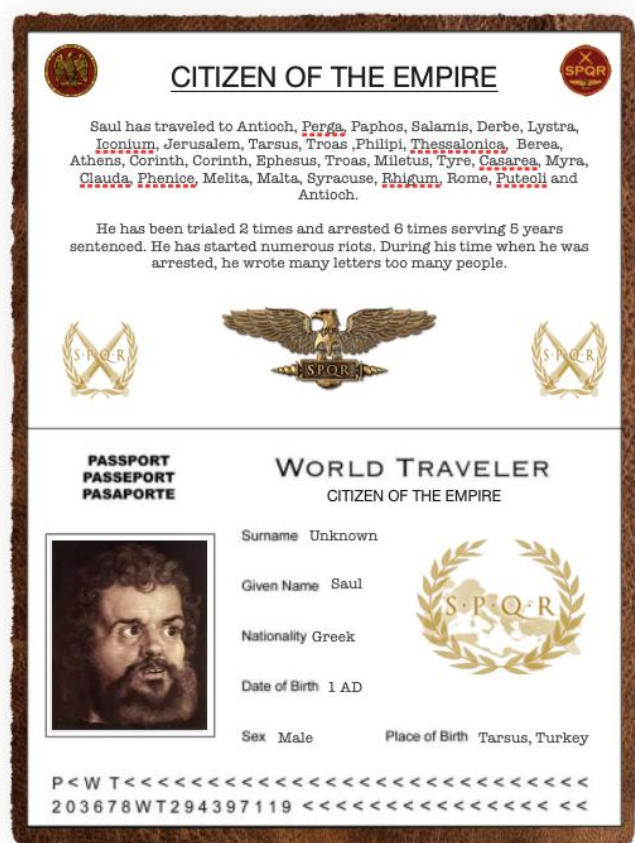 SPQR
CITIZEN OF THE EMPIRE
Saul has traveled to Antioch, Perga, Paphos, Salamis, Derbe, Lystra,
Iconium, Jerusalem, Tarsus, Troas ,Philipi, Thessalonica,  Berea,
Athens, Corinth, Corinth, Ephesus, Troas, Miletus, Tyre, Casarea, Myra,
Clauda, Phenice, Melita, Malta, Syracuse, Rhigum, Rome, Puteoli and
Antioch.
He has been trialed 2 times and arrested 6 times serving 5 years
sentenced. He has started numerous riots. During his time when he was
arrested, he wrote many letters too many people.
S·P·Q·R
SPQR
S·P·Q·R
PASSPORT
PASSEPORT
PASAPORTE
WORLD TRAVELER
CITIZEN OF THE EMPIRE
Surname Unknown
Given Name Saul
S·P·Q·R
Nationality Greek
Date of Birth 1 AD
Sex Male
Place of Birth Tarsus, Turkey
P<W T<<<<<<<<<<<<<<<<<<<<<<<<<<<<
203678WT294397119 <<<<<<<<<<<<<< <<